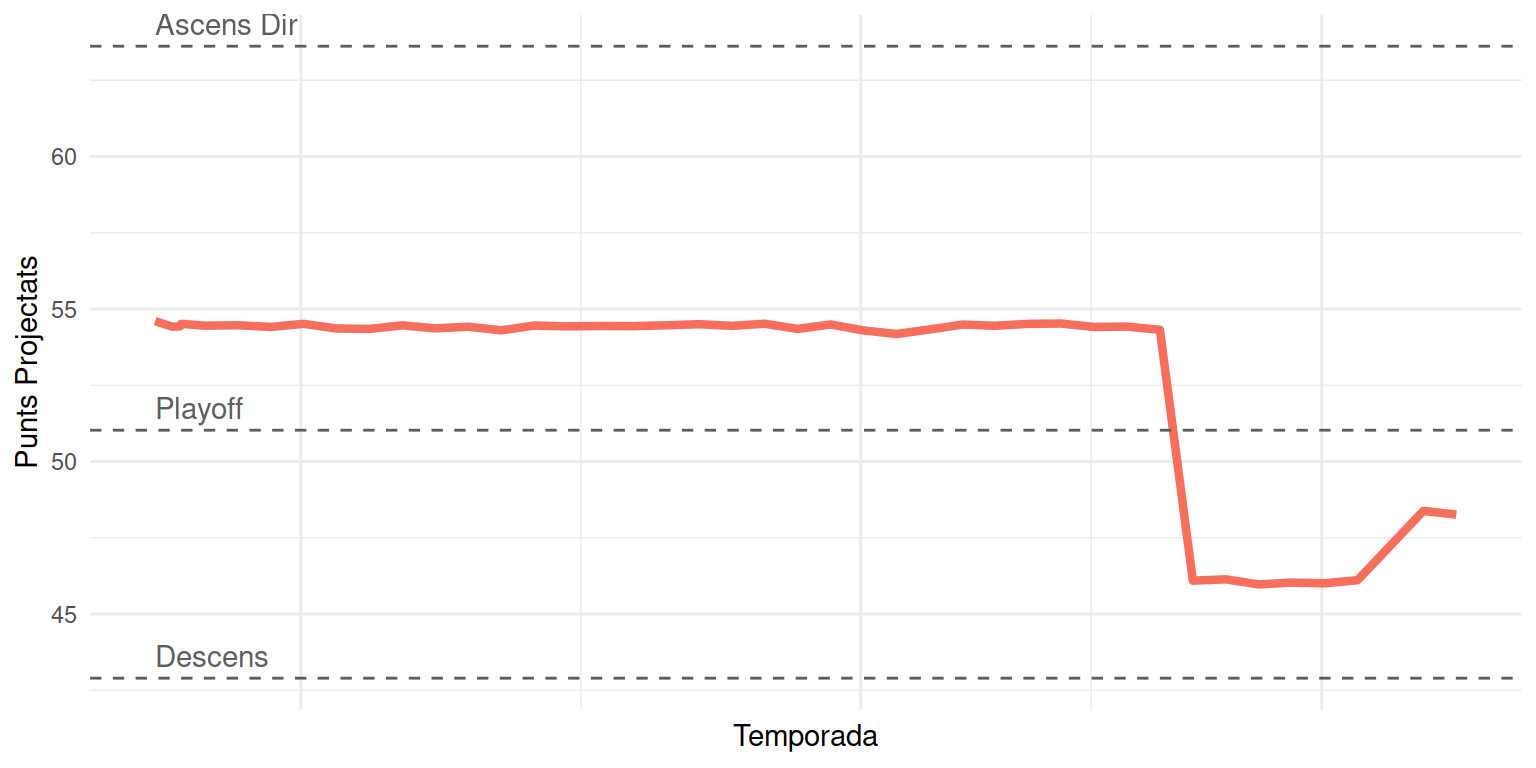 Ascens Dir
60
55
Playoff
50
45
Descens
Punts Projectats
Temporada